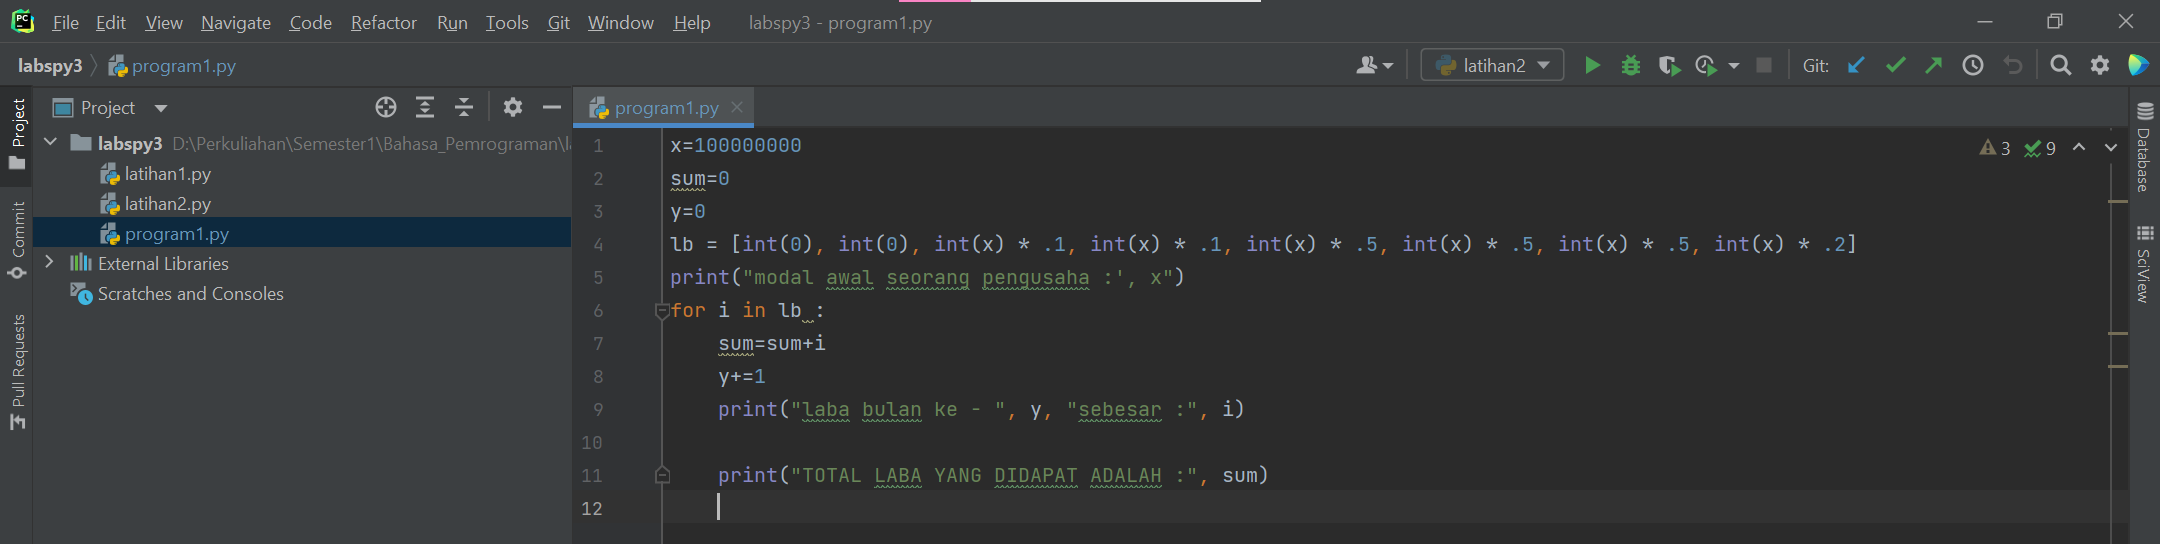 PC
File Edit View Navigate Code Refactor Run Tools Git Window Help labspy3 - program1.py
labspy3 program1.py latihan2 Git:
Project
Project
labspy3 D:\Perkuliahan\Semester1\Bahasa_Pemrograman\l
latihan1.py
latihan2.py
program1.py
External Libraries
Scratches and Consoles
Commit
Pull Requests
program1.py
3 9
1 x=100000000
2 sum=0
3 y=0
4 lb = [int(0), int(0), int(x) * .1, int(x) * .1, int(x) * .5, int(x) * .5, int(x) * .5, int(x) * .2]
5 print("modal awal seorang pengusaha :', x")
6 for i in lb :
7     sum=sum+i
8     y+=1
9     print("laba bulan ke - ", y, "sebesar :", i)
10
11     print("TOTAL LABA YANG DIDAPAT ADALAH :", sum)
12
Database
SciView